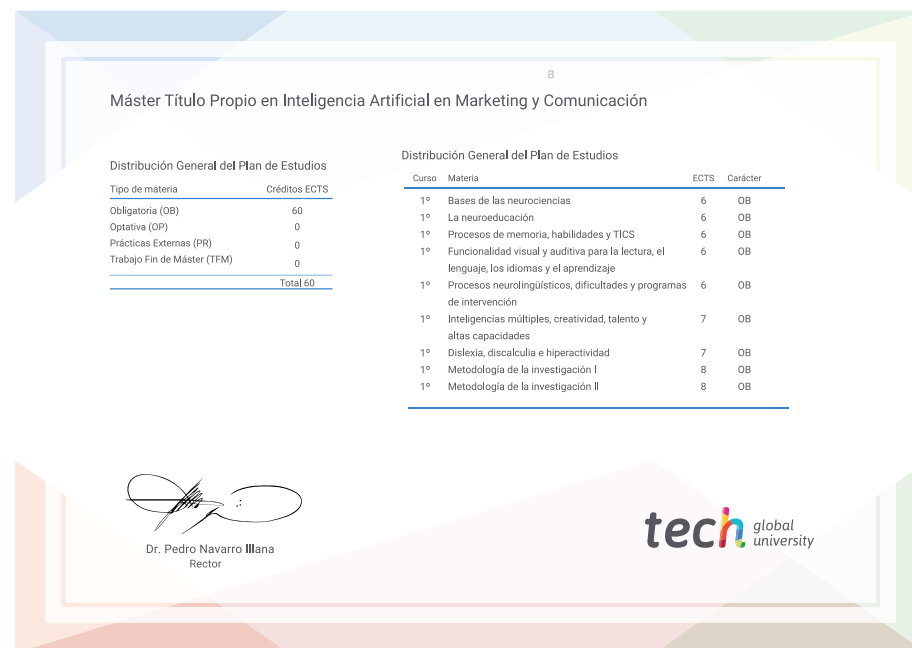 a
Máster Título Propio en Inteligencia Artificial en Marketing y Comunicación
Distribución General del Plan de Estudios
Tipo de materia Créditos ECTS
Obligatoria (OB) 60
Optativa (OP) 0
Prácticas Externas (PR) 0
Trabajo Fin de Máster (TFM) 0
Total 60
Distribución General del Plan de Estudios
Curso Materia ECTS Carácter
1º Bases de las neurociencias 6 OB
1º La neuroeducación 6 OB
1º Procesos de memoria, habilidades y TICS 6 OB
1º Funcionalidad visual y auditiva para la lectura, el 6 OB
lenguaje, los idiomas y el aprendizaje
1º Procesos neurolingüísticos, dificultades y programas 6 OB
de intervención
1º Inteligencias múltiples, creatividad, talento y 7 OB
altas capacidades
1º Dislexia, discalculia e hiperactividad 7 OB
1º Metodología de la investigación I 8 OB
1º Metodología de la investigación II 8 OB
Dr. Pedro Navarro Illana
Rector
tech global
university